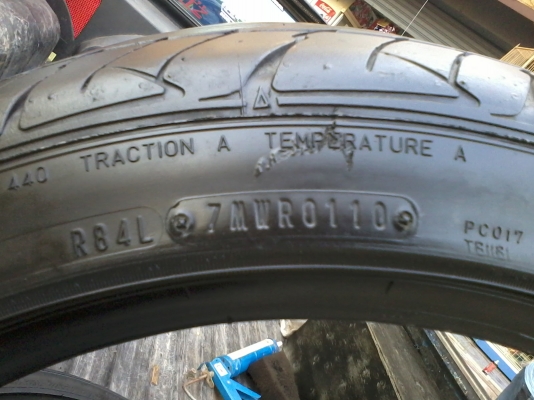 440 TRACTION A TEMPERATURE A
R84L 7MWR0110
PC017